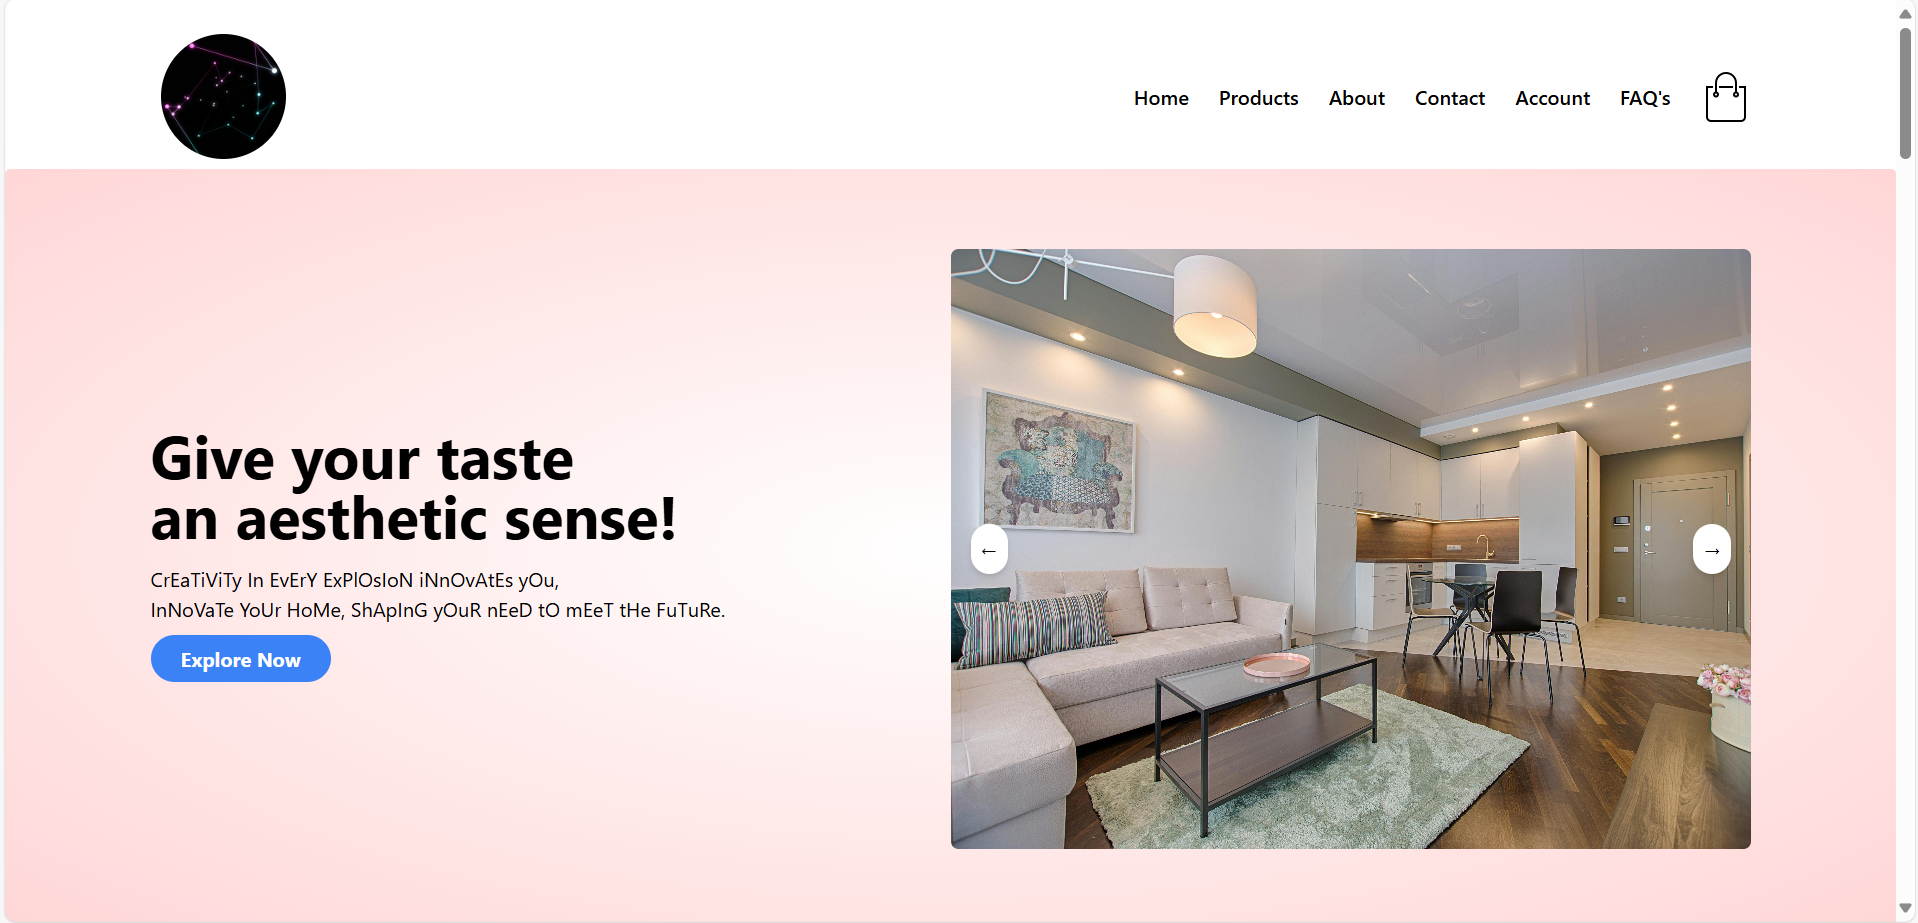 Home Products About Contact Account FAQ's
Give your taste
an aesthetic sense!
CrEaTiViTy In EvErY ExPlOsIoN iNnOvAtEs yOu,
InNoVaTe YoUr HoMe, ShApInG yOuR nEeD tO mEeT tHe FuTuRe.
Explore Now
← →